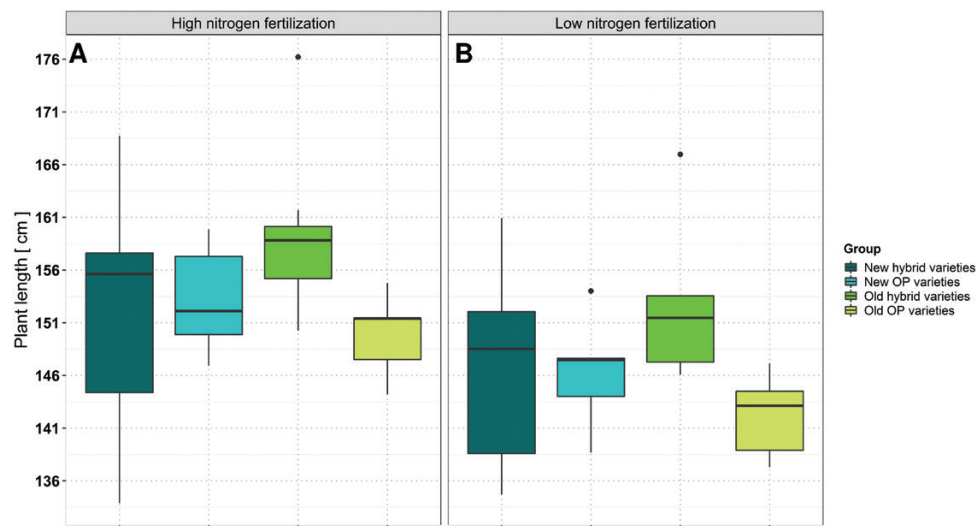 High nitrogen fertilization
Low nitrogen fertilization
A
B
176
171
166
161
156
151
146
141
136
Plant length [ cm ]
Group
New hybrid varieties
New OP varieties
Old hybrid varieties
Old OP varieties